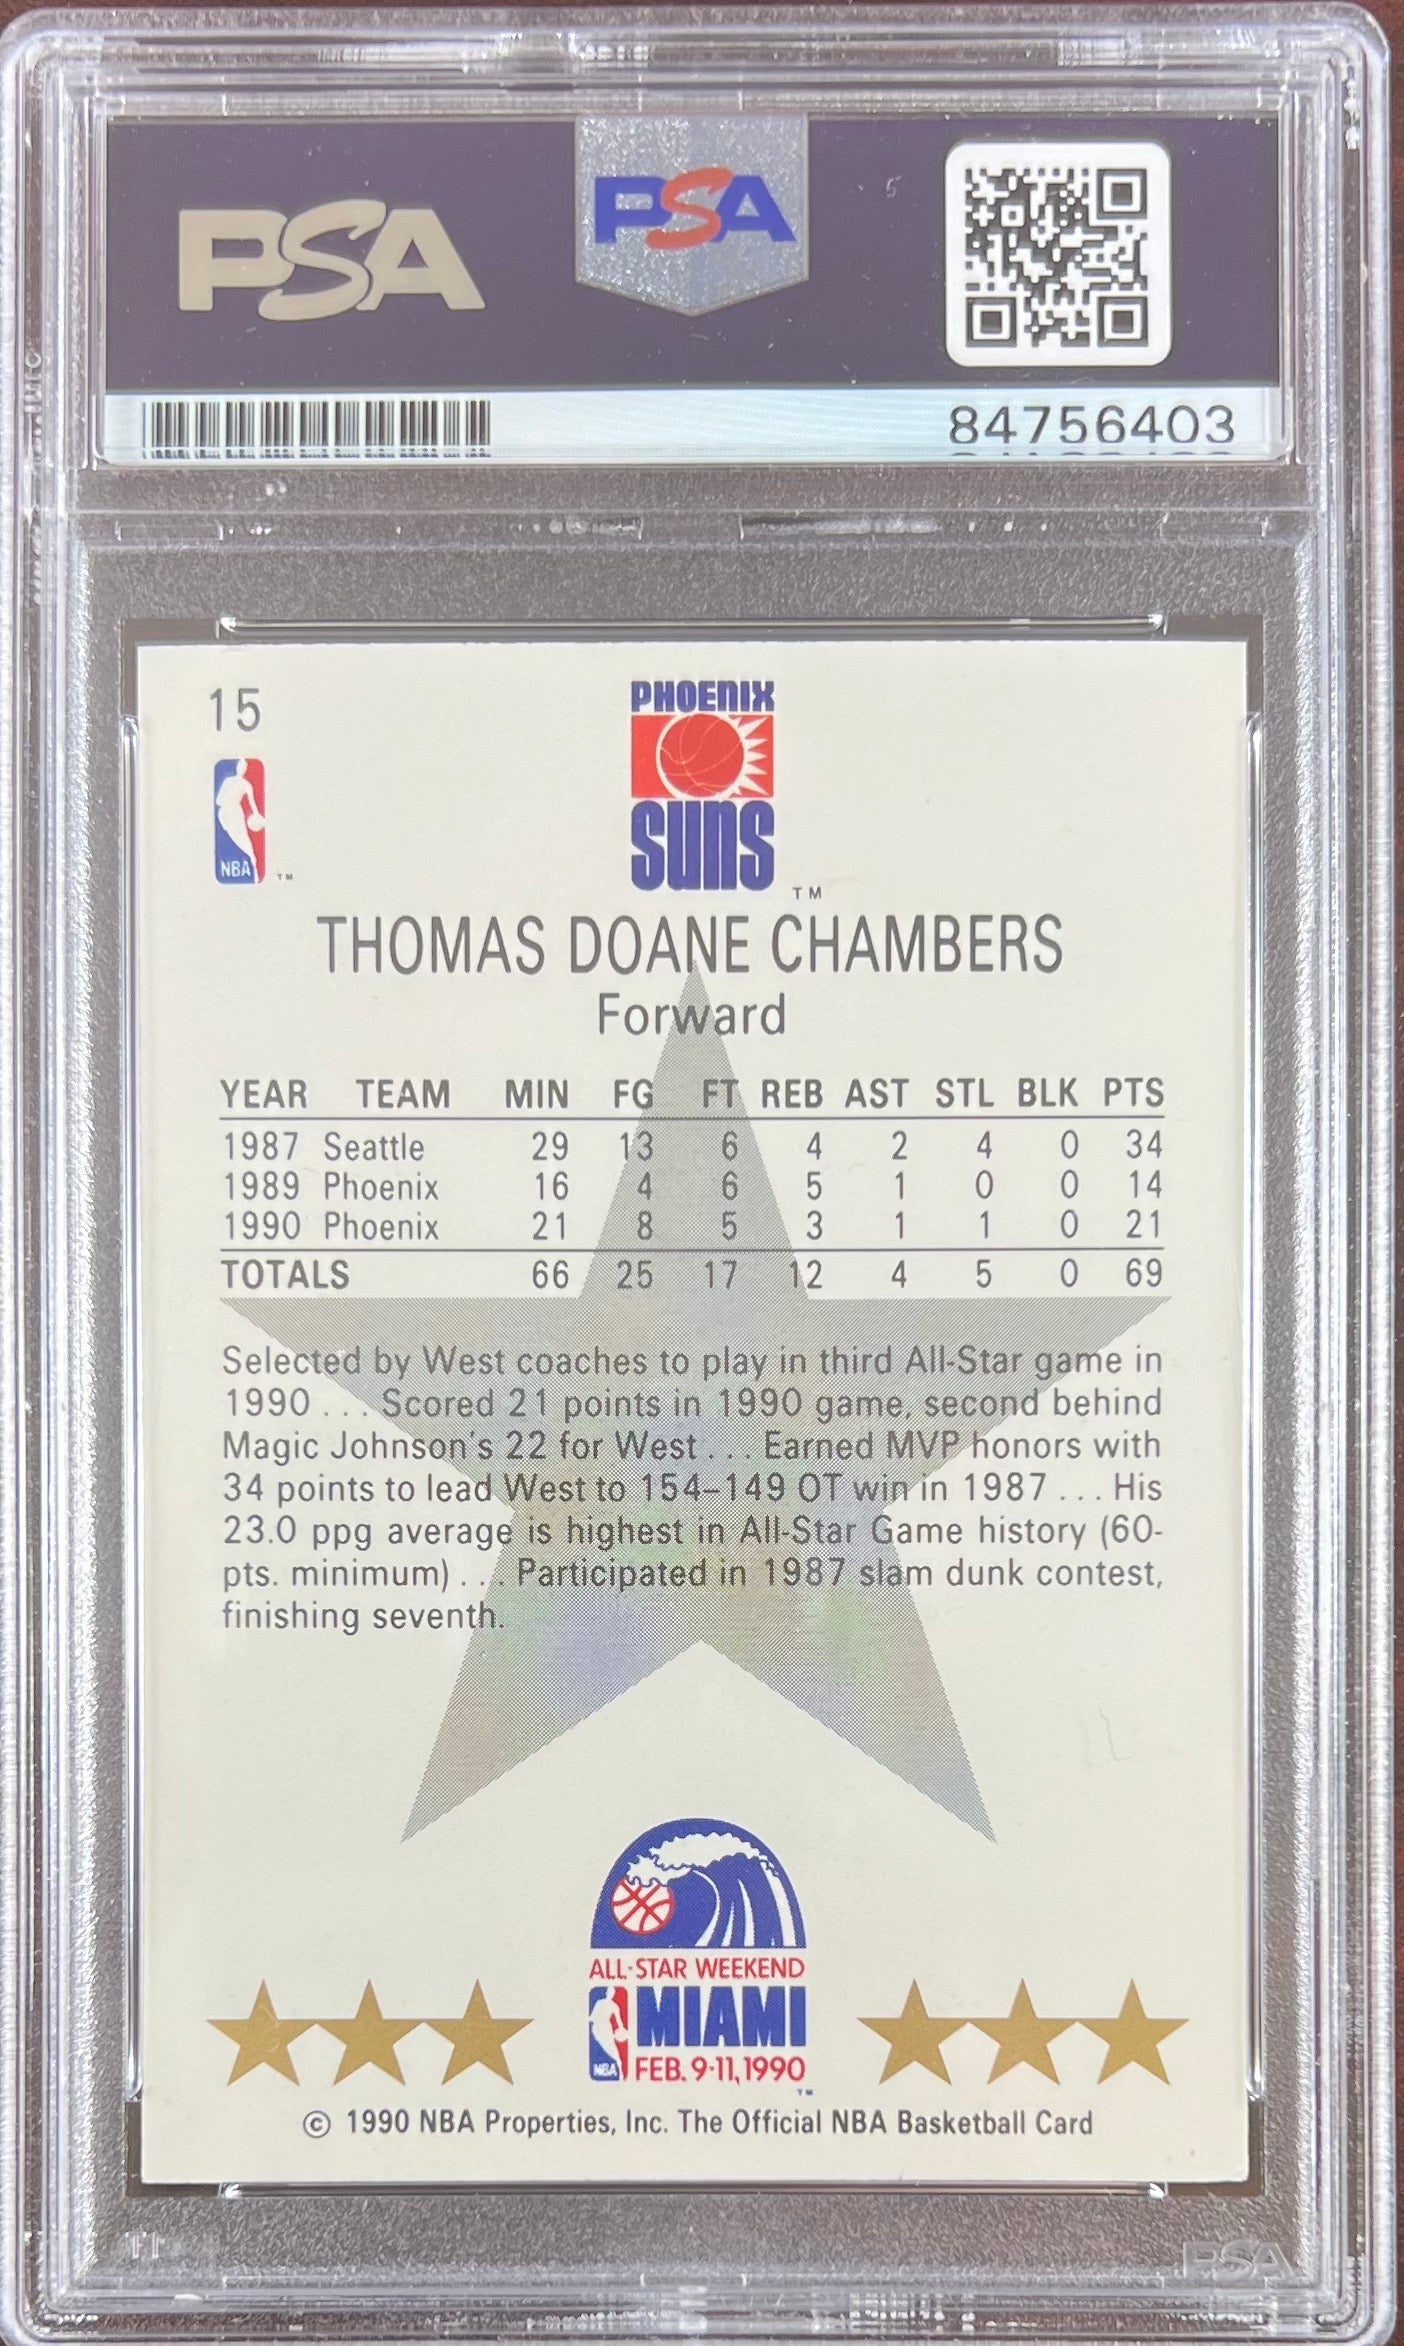 PSA
PSA
84756403
15
PHOENIX
SUNS
NBA
TM
TM
THOMAS DOANE CHAMBERS
Forward
YEAR TEAM MIN FG FT REB AST STL BLK PTS
1987 Seattle 29 13 6 4 2 4 0 34
1989 Phoenix 16 4 6 5 1 0 0 14
1990 Phoenix 21 8 5 3 1 1 0 21
TOTALS 66 25 17 12 4 5 0 69
Selected by West coaches to play in third All-Star game in
1990 ... Scored 21 points in 1990 game, second behind
Magic Johnson's 22 for West ... Earned MVP honors with
34 points to lead West to 154–149 OT win in 1987 ... His
23.0 ppg average is highest in All-Star Game history (60-
pts. minimum) ... Participated in 1987 slam dunk contest,
finishing seventh.
ALL-STAR WEEKEND
MIAMI
NBA
FEB. 9-11, 1990
TM
© 1990 NBA Properties, Inc. The Official NBA Basketball Card
PSA